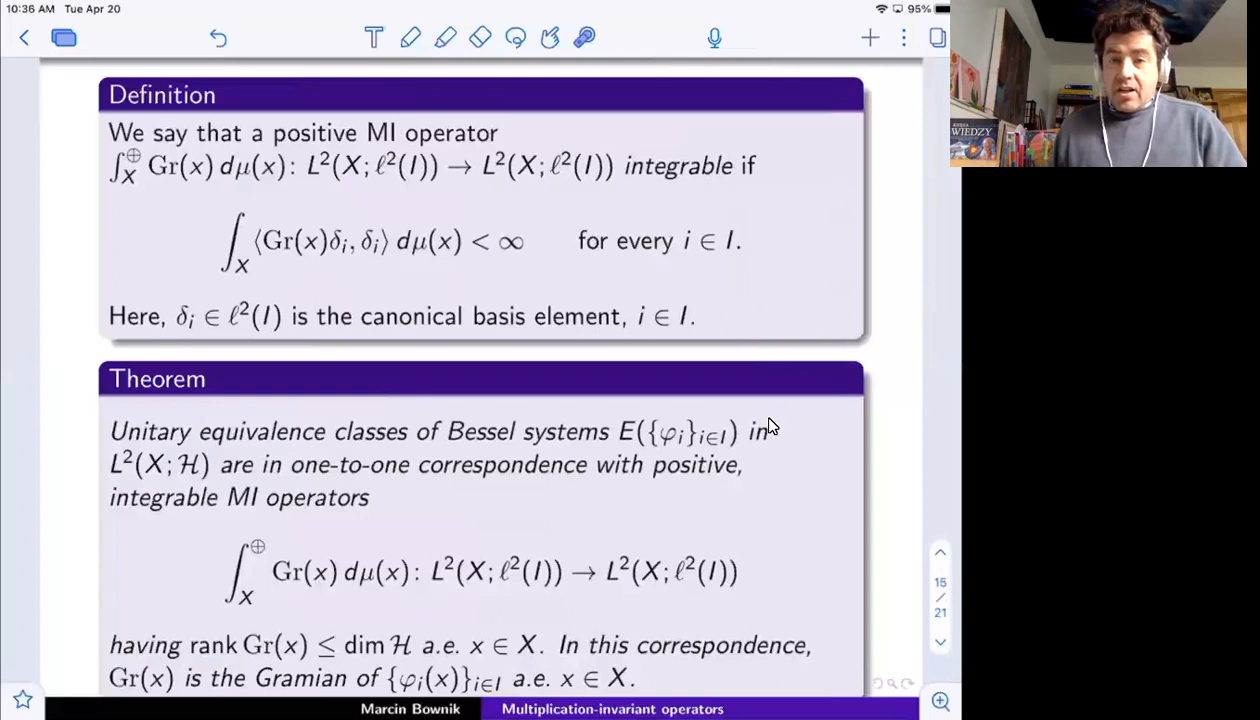 10:36 AM Tue Apr 20
95%
Definition
We say that a positive MI operator
∫_X^⊕ Gr(x) dμ(x): L²(X; ℓ²(I)) → L²(X; ℓ²(I)) integrable if
∫_X ⟨Gr(x)δ_i, δ_i⟩ dμ(x) < ∞ for every i ∈ I.
Here, δ_i ∈ ℓ²(I) is the canonical basis element, i ∈ I.
Theorem
Unitary equivalence classes of Bessel systems E({φ_i}_{i∈I}) in
L²(X; ℋ) are in one-to-one correspondence with positive,
integrable MI operators
∫_X^⊕ Gr(x) dμ(x): L²(X; ℓ²(I)) → L²(X; ℓ²(I))
having rank Gr(x) ≤ dim ℋ a.e. x ∈ X. In this correspondence,
Gr(x) is the Gramian of {φ_i(x)}_{i∈I} a.e. x ∈ X.
Marcin Bownik Multiplication-invariant operators
15
/
21
WIEDZY